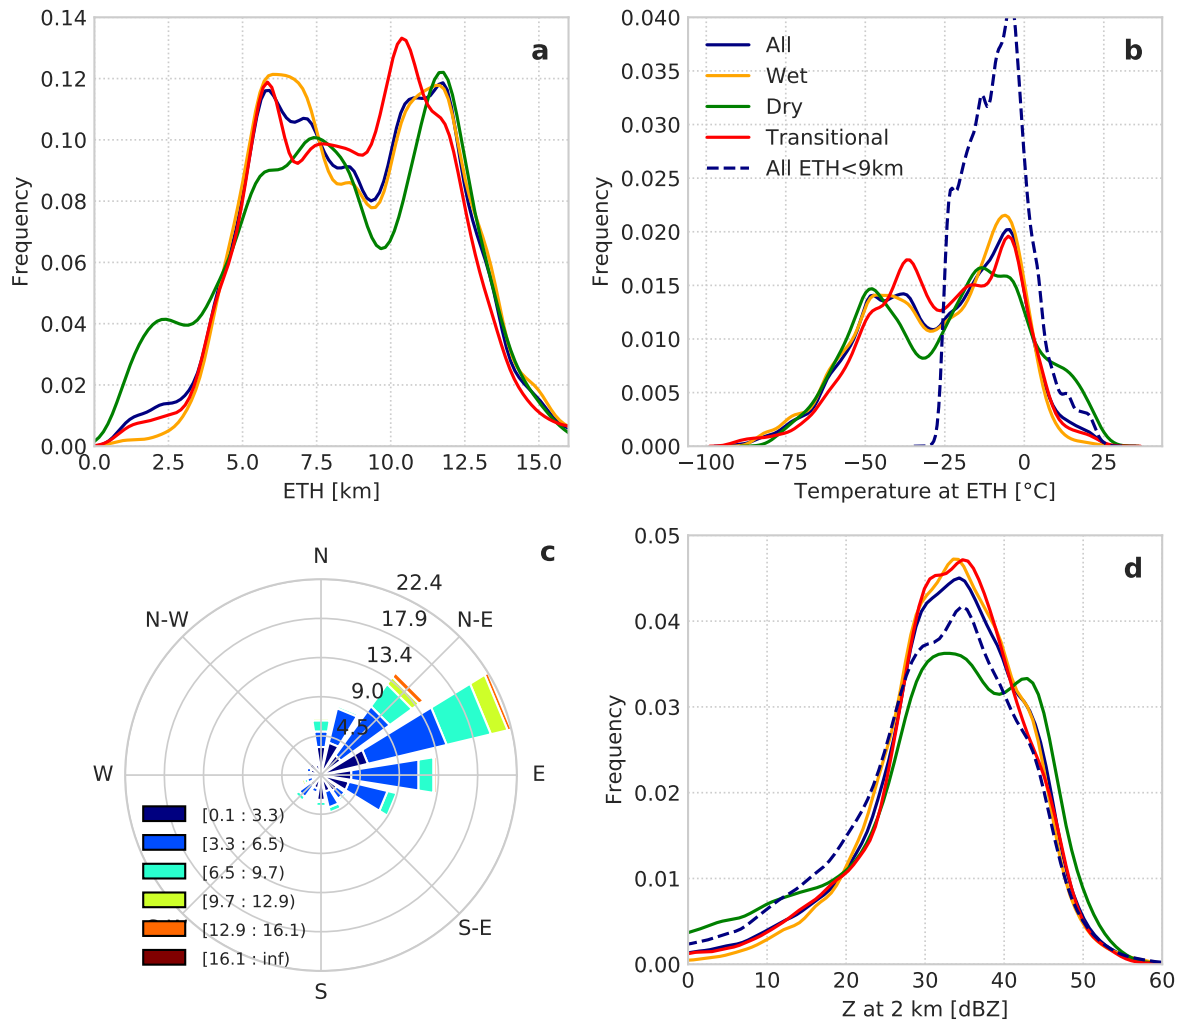 a
0.14
0.12
0.10
0.08
0.06
0.04
0.02
0.00
Frequency
0.0 2.5 5.0 7.5 10.0 12.5 15.0
ETH [km]
b
0.040
0.035
0.030
0.025
0.020
0.015
0.010
0.005
0.000
Frequency
All
Wet
Dry
Transitional
All ETH<9km
−100 −75 −50 −25 0 25
Temperature at ETH [°C]
c
N
N-E
E
S-E
S
W
N-W
22.4
17.9
13.4
9.0
4.5
[0.1 : 3.3)
[3.3 : 6.5)
[6.5 : 9.7)
[9.7 : 12.9)
[12.9 : 16.1)
[16.1 : inf)
d
0.05
0.04
0.03
0.02
0.01
0.00
Frequency
0 10 20 30 40 50 60
Z at 2 km [dBZ]